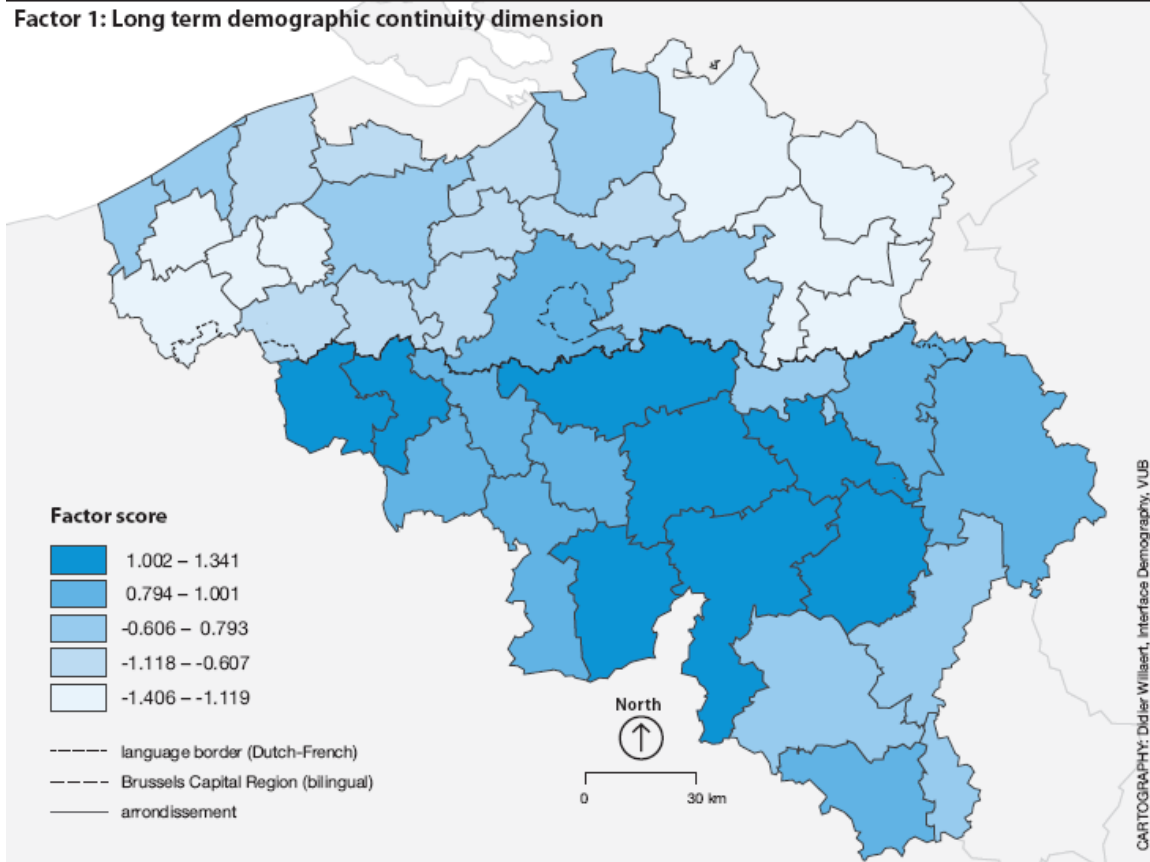 Factor 1: Long term demographic continuity dimension
Factor score
1.002 – 1.341
0.794 – 1.001
-0.606 – 0.793
-1.118 – -0.607
-1.406 – -1.119
language border (Dutch-French)
Brussels Capital Region (bilingual)
arrondissement
North
0 30 km
CARTOGRAPHY: Didier Willaert, Interface Demography, VUB